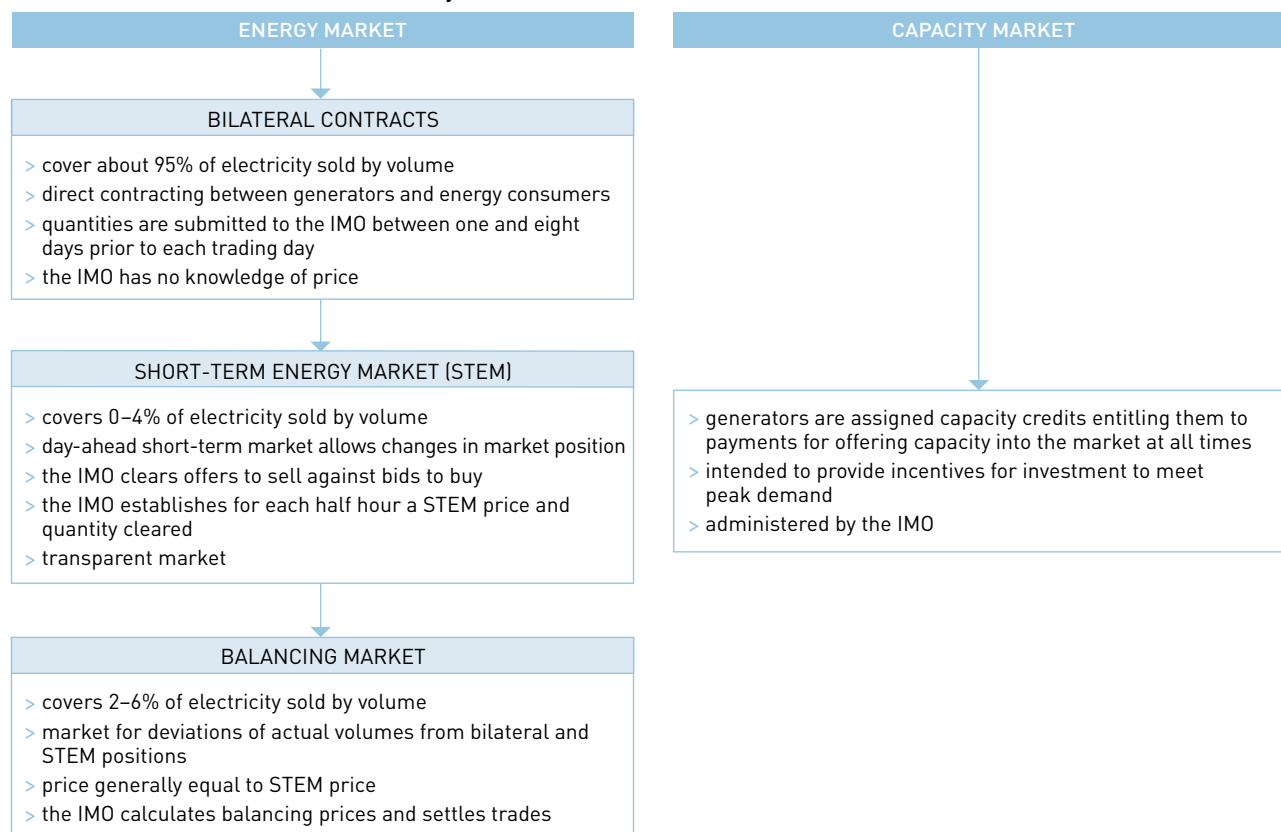 ENERGY MARKET
BILATERAL CONTRACTS
> cover about 95% of electricity sold by volume
> direct contracting between generators and energy consumers
> quantities are submitted to the IMO between one and eight
days prior to each trading day
> the IMO has no knowledge of price
SHORT-TERM ENERGY MARKET (STEM)
> covers 0–4% of electricity sold by volume
> day-ahead short-term market allows changes in market position
> the IMO clears offers to sell against bids to buy
> the IMO establishes for each half hour a STEM price and
quantity cleared
> transparent market
BALANCING MARKET
> covers 2–6% of electricity sold by volume
> market for deviations of actual volumes from bilateral and
STEM positions
> price generally equal to STEM price
> the IMO calculates balancing prices and settles trades
CAPACITY MARKET
> generators are assigned capacity credits entitling them to
payments for offering capacity into the market at all times
> intended to provide incentives for investment to meet
peak demand
> administered by the IMO